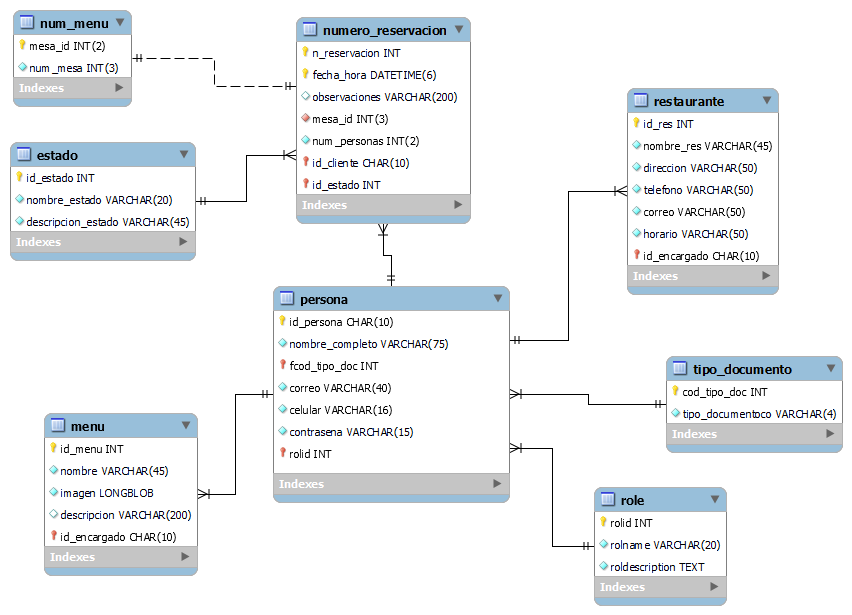 num_menu
mesa_id INT(2)
num_mesa INT(3)
Indexes
numero_reservacion
n_reservacion INT
fecha_hora DATETIME(6)
observaciones VARCHAR(200)
mesa_id INT(3)
num_personas INT(2)
id_cliente CHAR(10)
id_estado INT
Indexes
restaurante
id_res INT
nombre_res VARCHAR(45)
direccion VARCHAR(50)
telefono VARCHAR(50)
correo VARCHAR(50)
horario VARCHAR(50)
id_encargado CHAR(10)
Indexes
estado
id_estado INT
nombre_estado VARCHAR(20)
descripcion_estado VARCHAR(45)
Indexes
persona
id_persona CHAR(10)
nombre_completo VARCHAR(75)
fcod_tipo_doc INT
correo VARCHAR(40)
celular VARCHAR(16)
contrasena VARCHAR(15)
rolid INT
Indexes
tipo_documento
cod_tipo_doc INT
tipo_documentoco VARCHAR(4)
Indexes
menu
id_menu INT
nombre VARCHAR(45)
imagen LONGBLOB
descripcion VARCHAR(200)
id_encargado CHAR(10)
Indexes
role
rolid INT
rolname VARCHAR(20)
roldescription TEXT
Indexes